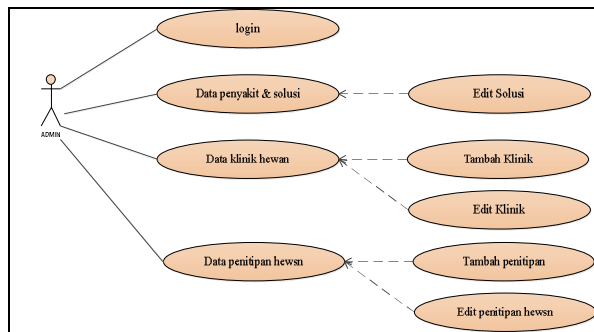 login
Data penyakit & solusi
Edit Solusi
ADMIN
Data klinik hewan
Tambah Klinik
Edit Klinik
Data penitipan hewsn
Tambah penitipan
Edit penitipan hewsn